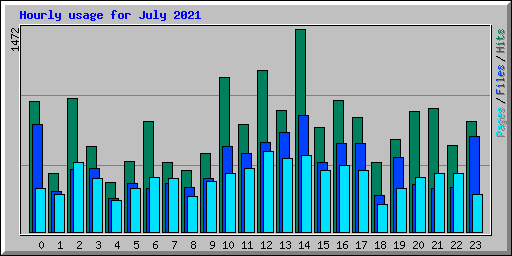 Hourly usage for July 2021
1472
Pages/Files/Hits
0 1 2 3 4 5 6 7 8 9 10 11 12 13 14 15 16 17 18 19 20 21 22 23